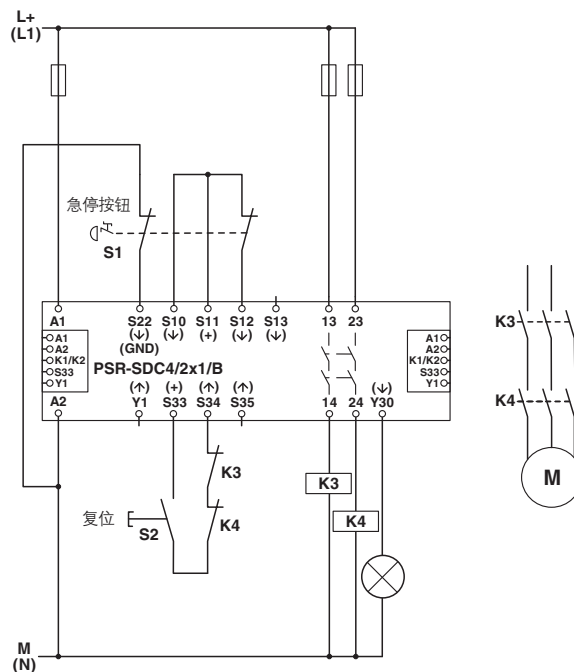 L+
(L1)
急停按钮
S1
A1 S22 S10 S11 S12 S13 13 23
(↓) (↓) (+) (↓) (↓)
(GND)
A1
A2
K1/K2
S33
Y1
PSR-SDC4/2x1/B
A1
A2
K1/K2
S33
Y1
(↑) (+) (↑) (↑) (↓)
A2 Y1 S33 S34 S35 14 24 Y30
K3
K4
复位
S2
K3
K4
K3
K4
M
M
(N)